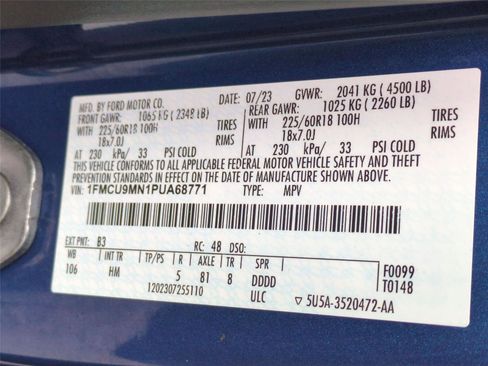 MFD. BY FORD MOTOR CO. DATE: 07/23 GVWR: 2041 KG ( 4500 LB)
FRONT GAWR: 1065 KG ( 2348 LB) REAR GAWR: 1025 KG ( 2260 LB)
WITH 225/60R18 100H TIRES WITH 225/60R18 100H TIRES
18x7.0J RIMS 18x7.0J RIMS
AT 230 kPa/ 33 PSI COLD AT 230 kPa/ 33 PSI COLD
THIS VEHICLE CONFORMS TO ALL APPLICABLE FEDERAL MOTOR VEHICLE SAFETY AND THEFT
PREVENTION STANDARDS IN EFFECT ON THE DATE OF MANUFACTURE SHOWN ABOVE.
VIN: 1FMCU9MN1PUA68771 TYPE: MPV
EXT PNT: B3 RC: 48 DSO:
WB INT TR TP/PS R AXLE TR SPR F0099
106 HM 5 81 8 DDDD T0148
1202307255110 ULC ▽ 5U5A-3520472-AA